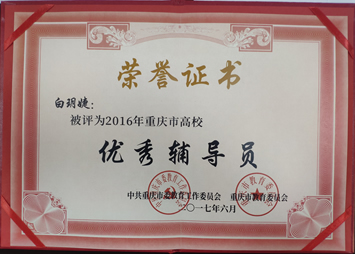 荣誉证书
白玥婕：
被评为2016年重庆市高校
优秀辅导员
中共重庆市委教育工作委员会 重庆市教育委员会
二〇一七年六月